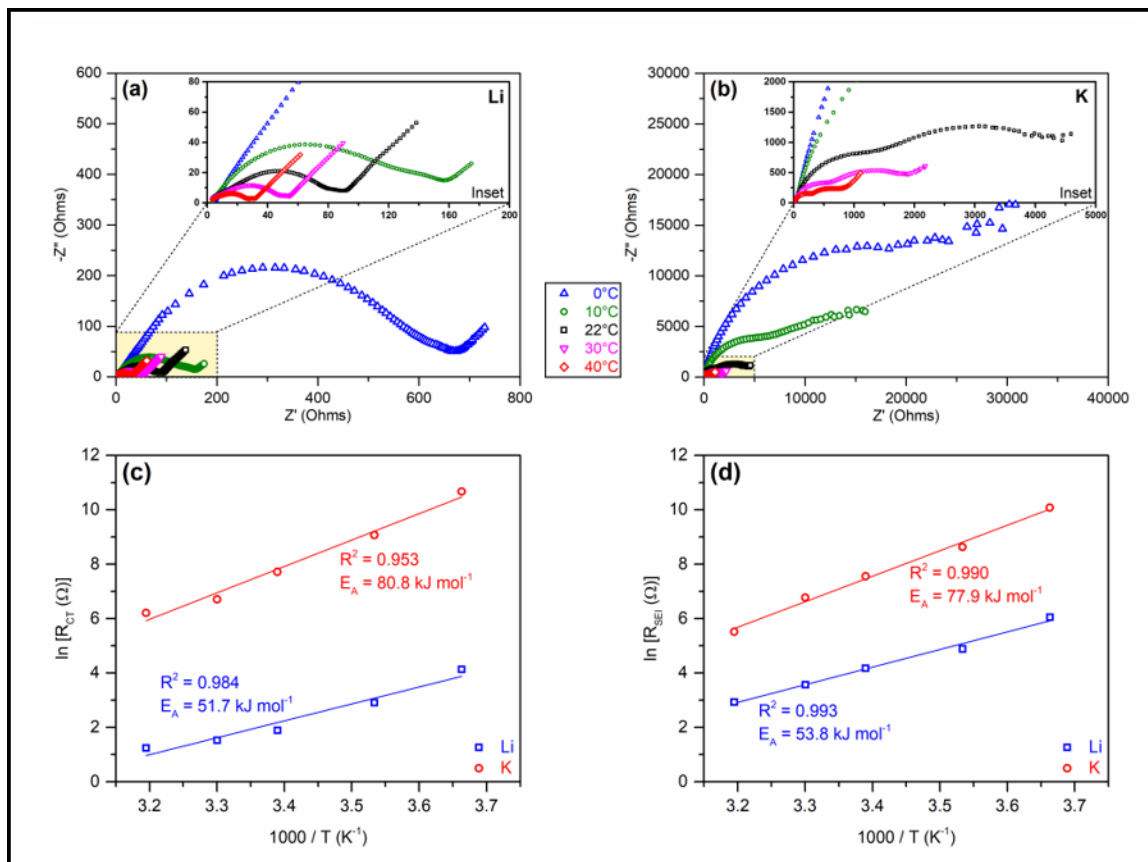 (a)
Li
Inset
80
60
40
20
0
0 40 80 120 160 200
600
500
400
300
200
100
0
0 200 400 600 800
-Z" (Ohms)
Z' (Ohms)
0°C
10°C
22°C
30°C
40°C
(b)
K
Inset
2000
1500
1000
500
0
0 1000 2000 3000 4000 5000
30000
25000
20000
15000
10000
5000
0
0 10000 20000 30000 40000
-Z" (Ohms)
Z' (Ohms)
(c)
12
10
8
6
4
2
0
ln [R_CT (Ω)]
R² = 0.953
E_A = 80.8 kJ mol⁻¹
R² = 0.984
E_A = 51.7 kJ mol⁻¹
Li
K
3.2 3.3 3.4 3.5 3.6 3.7
1000 / T (K⁻¹)
(d)
12
10
8
6
4
2
0
ln [R_SEI (Ω)]
R² = 0.990
E_A = 77.9 kJ mol⁻¹
R² = 0.993
E_A = 53.8 kJ mol⁻¹
Li
K
3.2 3.3 3.4 3.5 3.6 3.7
1000 / T (K⁻¹)